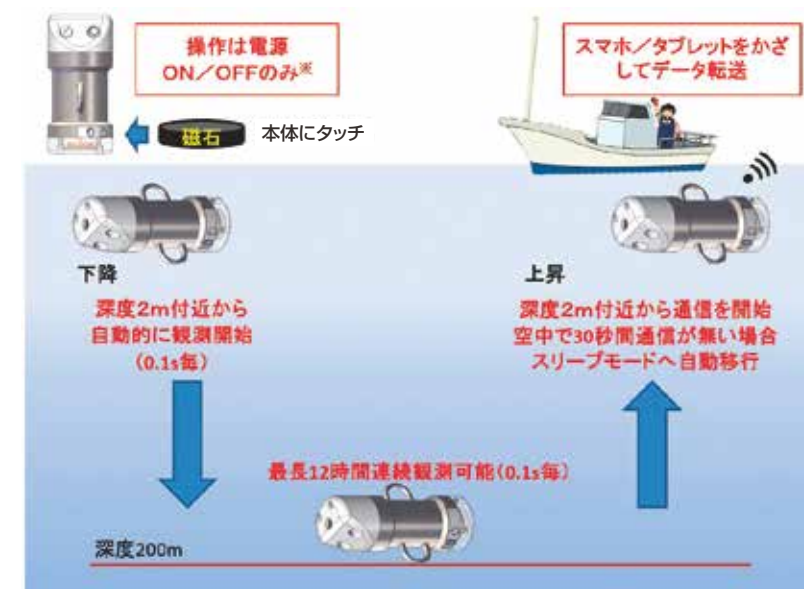 操作は電源
ON/OFFのみ※
磁石
本体にタッチ
スマホ/タブレットをかざ
してデータ転送
下降
深度2m付近から
自動的に観測開始
(0.1s毎)
上昇
深度2m付近から通信を開始
空中で30秒間通信が無い場合
スリープモードへ自動移行
最長12時間連続観測可能(0.1s毎)
深度200m